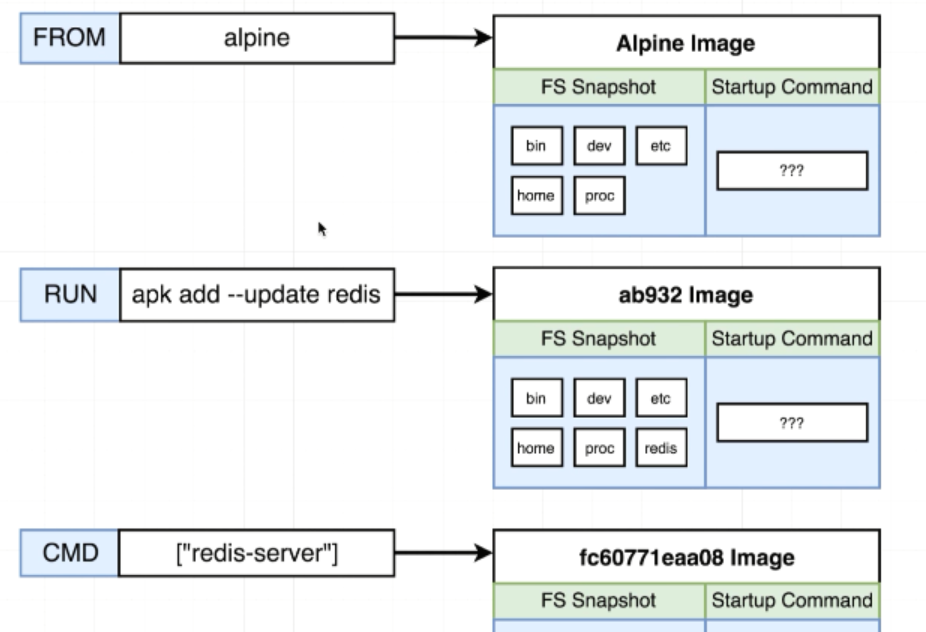 FROM alpine
Alpine Image
FS Snapshot Startup Command
bin dev etc
???
home proc
RUN apk add --update redis
ab932 Image
FS Snapshot Startup Command
bin dev etc
???
home proc redis
CMD ["redis-server"]
fc60771eaa08 Image
FS Snapshot Startup Command